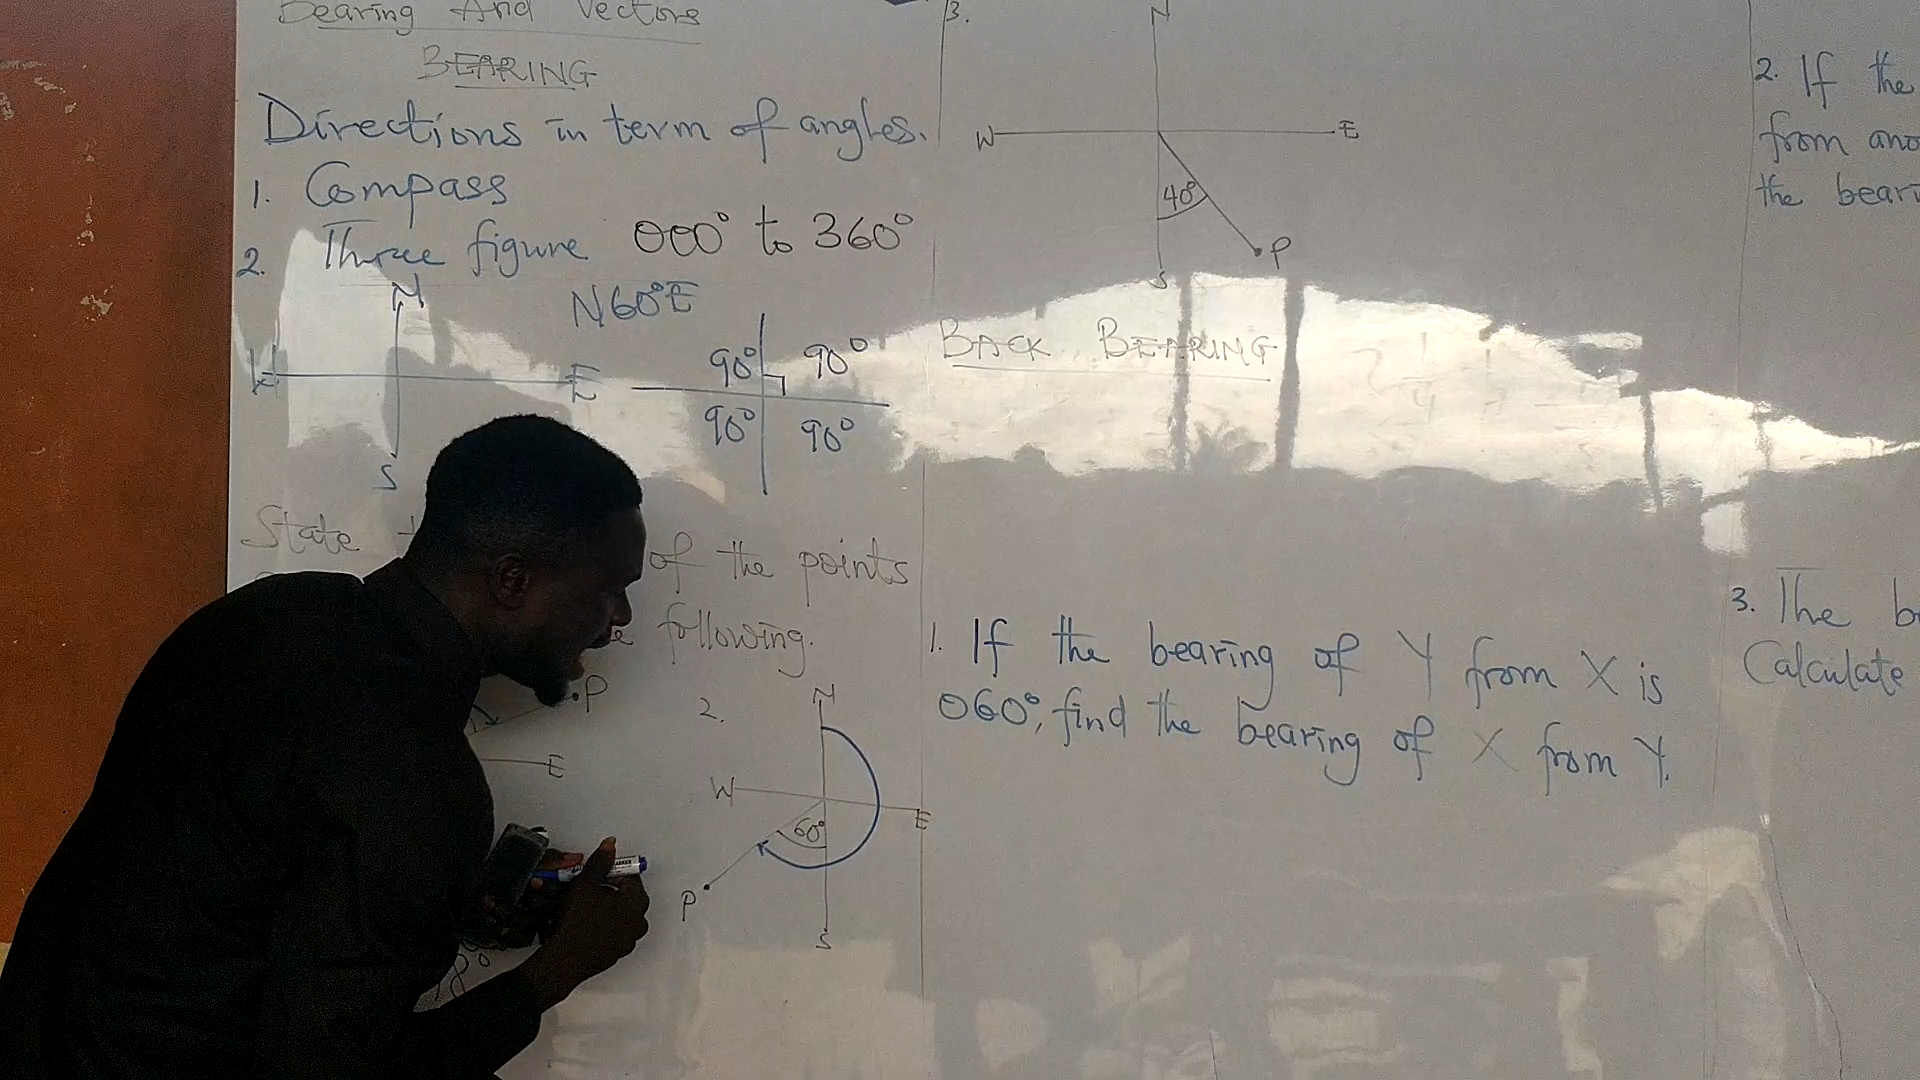 Bearing And Vectors
BEARING
Directions in term of angles.
1. Compass
2. Three figure 000° to 360°
N60°E
N
W
E
S
90° 90°
90° 90°
State
of the points
following.
P
E
2.
N
W
E
60°
P
S
8°
3.
N
W
E
40°
P
S
BACK BEARING
1. If the bearing of Y from X is
060°, find the bearing of X from Y.
2. If the
from
the
3. The
Calculate